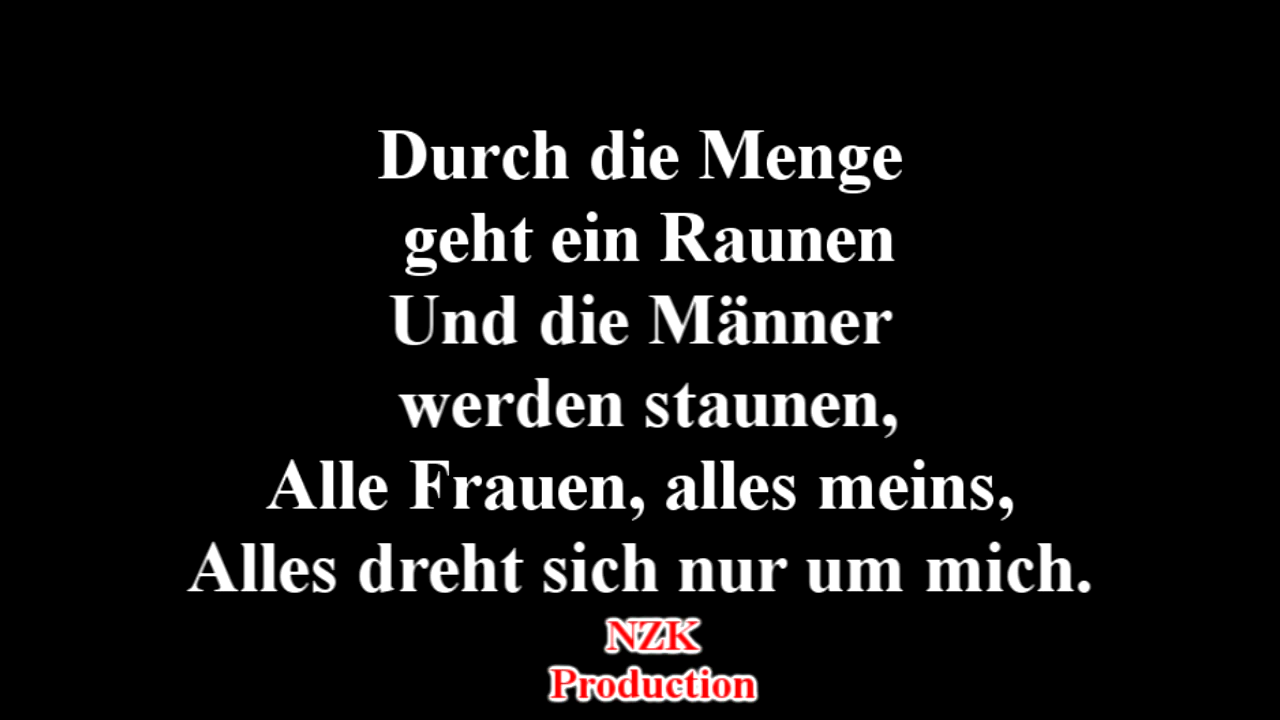 Durch die Menge
geht ein Raunen
Und die Männer
werden staunen,
Alle Frauen, alles meins,
Alles dreht sich nur um mich.
NZK
Production